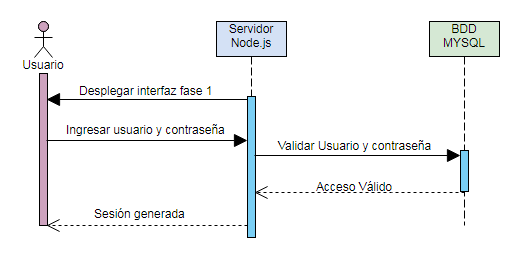 Servidor
Node.js
BDD
MYSQL
Usuario
Desplegar interfaz fase 1
Ingresar usuario y contraseña
Validar Usuario y contraseña
Acceso Válido
Sesión generada